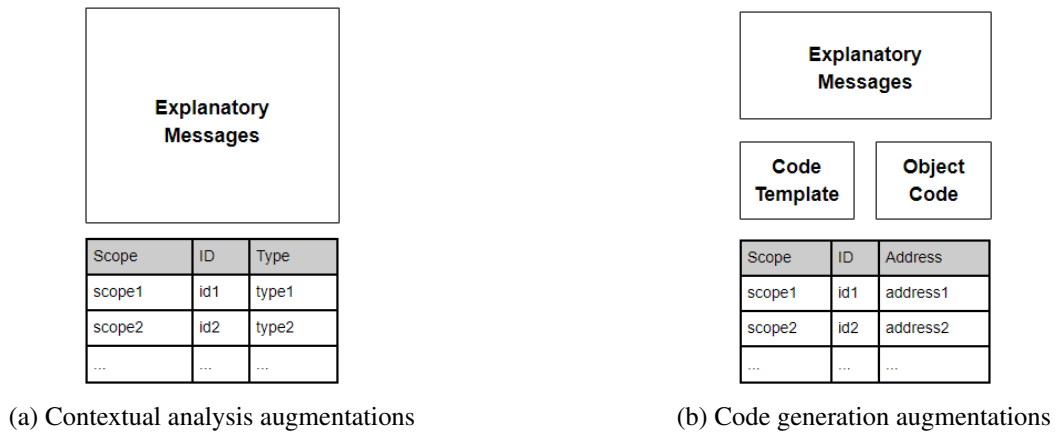 Explanatory
Messages
Scope ID Type
scope1 id1 type1
scope2 id2 type2
... ... ...
(a) Contextual analysis augmentations
Explanatory
Messages
Code
Template
Object
Code
Scope ID Address
scope1 id1 address1
scope2 id2 address2
... ... ...
(b) Code generation augmentations